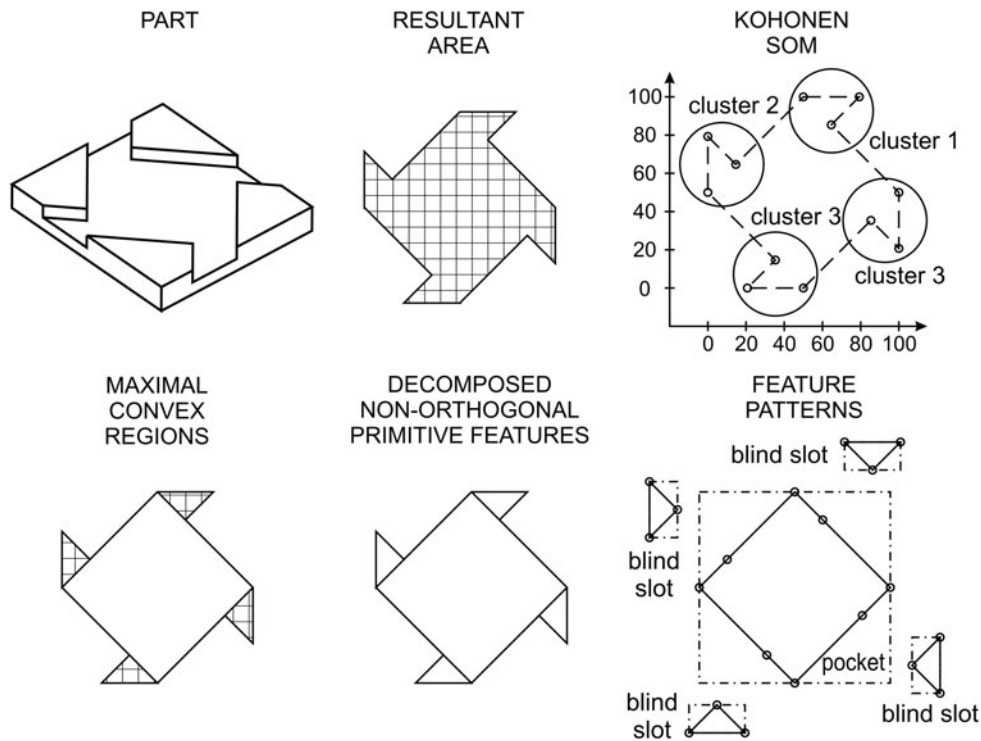 PART
RESULTANT
AREA
KOHONEN
SOM
100
80
60
40
20
0
0 20 40 60 80 100
cluster 2
cluster 1
cluster 3
cluster 3
MAXIMAL
CONVEX
REGIONS
DECOMPOSED
NON-ORTHOGONAL
PRIMITIVE FEATURES
FEATURE
PATTERNS
blind slot
blind
slot
pocket
blind
slot
blind slot